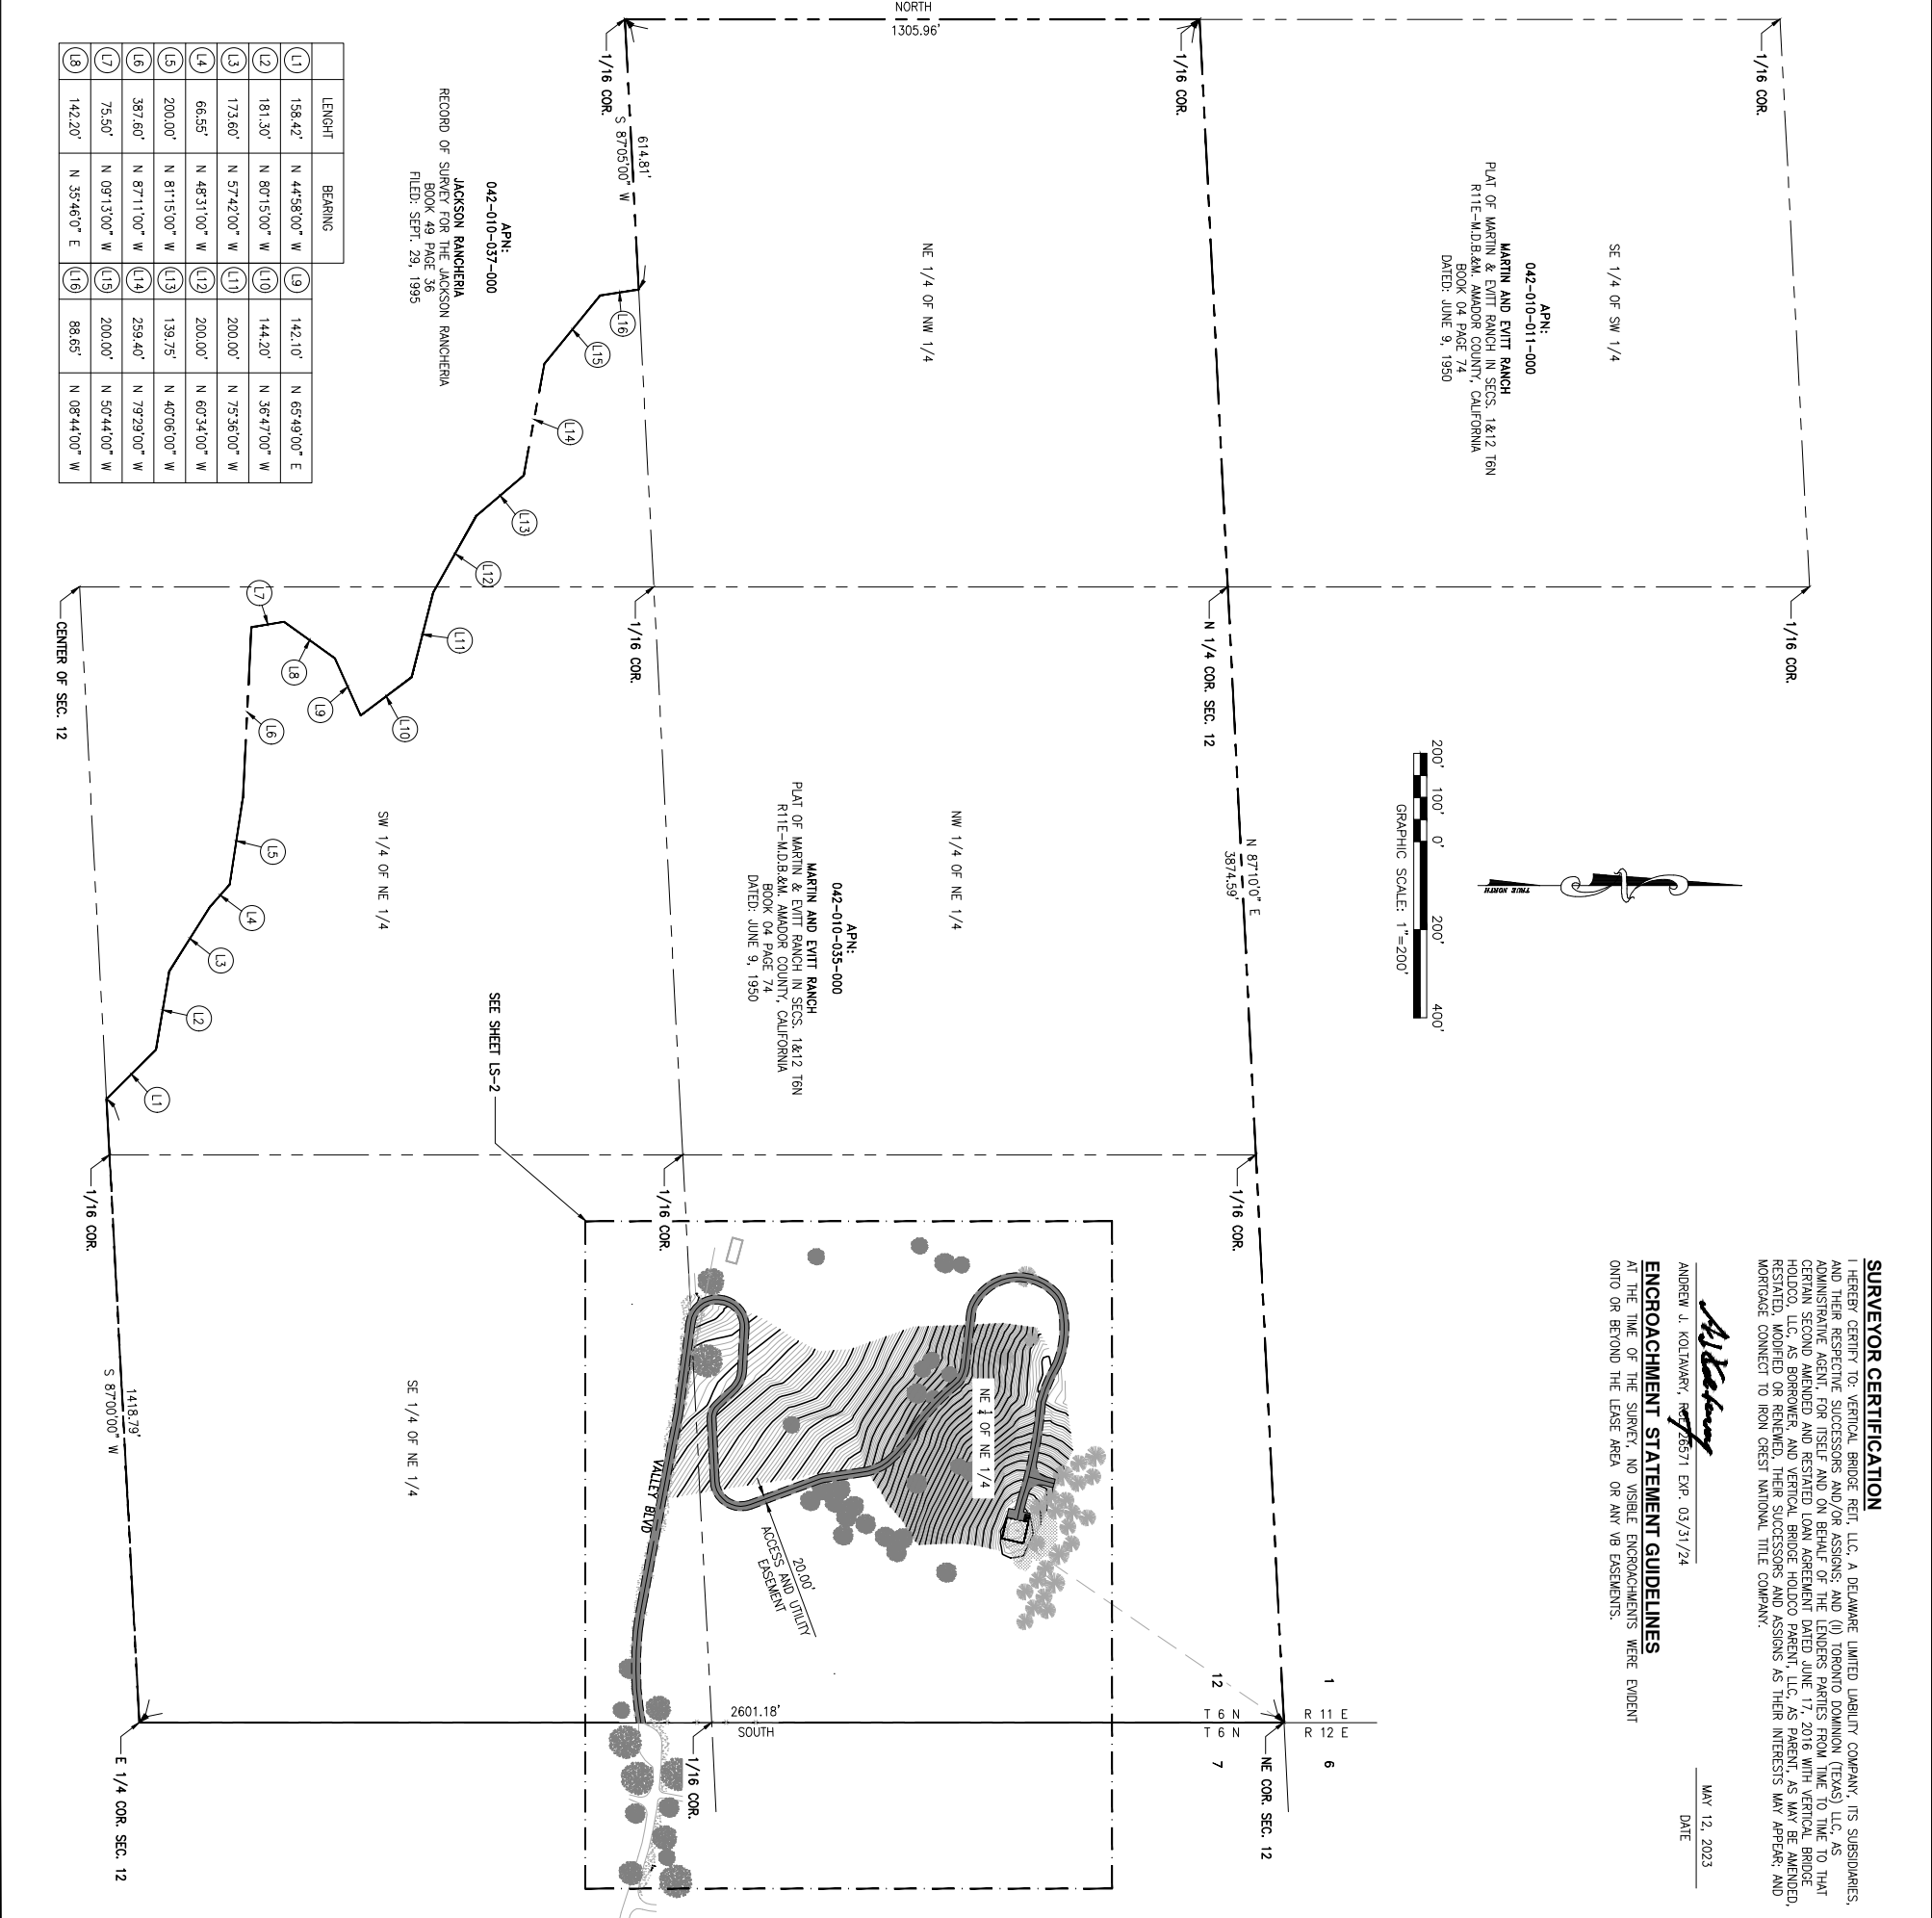 SURVEYOR CERTIFICATION
I HEREBY CERTIFY TO: VERTICAL BRIDGE REIT, LLC, A DELAWARE LIMITED LIABILITY COMPANY, ITS SUBSIDIARIES,
AND THEIR RESPECTIVE SUCCESSORS AND/OR ASSIGNS; AND (II) TORONTO DOMINION (TEXAS) LLC, AS
ADMINISTRATIVE AGENT, FOR ITSELF AND ON BEHALF OF THE LENDERS PARTIES FROM TIME TO TIME TO THAT
CERTAIN SECOND AMENDED AND RESTATED LOAN AGREEMENT DATED JUNE 17, 2016 WITH VERTICAL BRIDGE
HOLDCO, LLC, AS BORROWER, AND VERTICAL BRIDGE HOLDCO PARENT, LLC, AS PARENT, AS MAY BE AMENDED,
RESTATED, MODIFIED OR RENEWED, THEIR SUCCESSORS AND ASSIGNS AS THEIR INTERESTS MAY APPEAR; AND
MORTGAGE CONNECT TO IRON CREST NATIONAL TITLE COMPANY.
ANDREW J. KOLTAVARY, RCE 26571 EXP. 03/31/24
MAY 12, 2023
DATE
ENCROACHMENT STATEMENT GUIDELINES
AT THE TIME OF THE SURVEY, NO VISIBLE ENCROACHMENTS WERE EVIDENT
ONTO OR BEYOND THE LEASE AREA OR ANY VB EASEMENTS.
1/16 COR.
1/16 COR.
SE 1/4 OF SW 1/4
APN:
042-010-011-000
MARTIN AND EVITT RANCH
PLAT OF MARTIN & EVITT RANCH IN SECS. 1&12 T6N
R11E-M.D.B.&M. AMADOR COUNTY, CALIFORNIA
BOOK 04 PAGE 74
DATED: JUNE 9, 1950
TRUE NORTH
200' 100' 0' 200' 400'
GRAPHIC SCALE: 1"=200'
1/16 COR.
N 1/4 COR. SEC. 12
N 87°10'0" E
3874.59'
1/16 COR.
1
R 11 E
R 12 E
6
12
T 6 N
T 6 N
7
NE COR. SEC. 12
NORTH
1305.96'
NE 1/4 OF NW 1/4
NW 1/4 OF NE 1/4
NE 1/4 OF NE 1/4
APN:
042-010-035-000
MARTIN AND EVITT RANCH
PLAT OF MARTIN & EVITT RANCH IN SECS. 1&12 T6N
R11E-M.D.B.&M. AMADOR COUNTY, CALIFORNIA
BOOK 04 PAGE 74
DATED: JUNE 9, 1950
20.00'
ACCESS AND UTILITY
EASEMENT
2601.18'
SOUTH
VALLEY BLVD
1/16 COR.
614.81'
S 87°05'00" W
1/16 COR.
1/16 COR.
1/16 COR.
APN:
042-010-037-000
JACKSON RANCHERIA
RECORD OF SURVEY FOR THE JACKSON RANCHERIA
BOOK 49 PAGE 36
FILED: SEPT. 29, 1995
SEE SHEET LS-2
SW 1/4 OF NE 1/4
SE 1/4 OF NE 1/4
L16
L15
L14
L13
L12
L11
L10
L9
L8
L7
L6
L5
L4
L3
L2
L1
LENGHT BEARING
L1 158.42' N 44°58'00" W L9 142.10' N 65°49'00" E
L2 181.30' N 80°15'00" W L10 144.20' N 36°47'00" W
L3 173.60' N 57°42'00" W L11 200.00' N 75°36'00" W
L4 66.55' N 48°31'00" W L12 200.00' N 60°34'00" W
L5 200.00' N 81°15'00" W L13 139.75' N 40°06'00" W
L6 387.60' N 87°11'00" W L14 259.40' N 79°29'00" W
L7 75.50' N 09°13'00" W L15 200.00' N 50°44'00" W
L8 142.20' N 35°46'0" E L16 88.65' N 08°44'00" W
CENTER OF SEC. 12
1/16 COR.
1418.79'
S 87°00'00" W
E 1/4 COR. SEC. 12